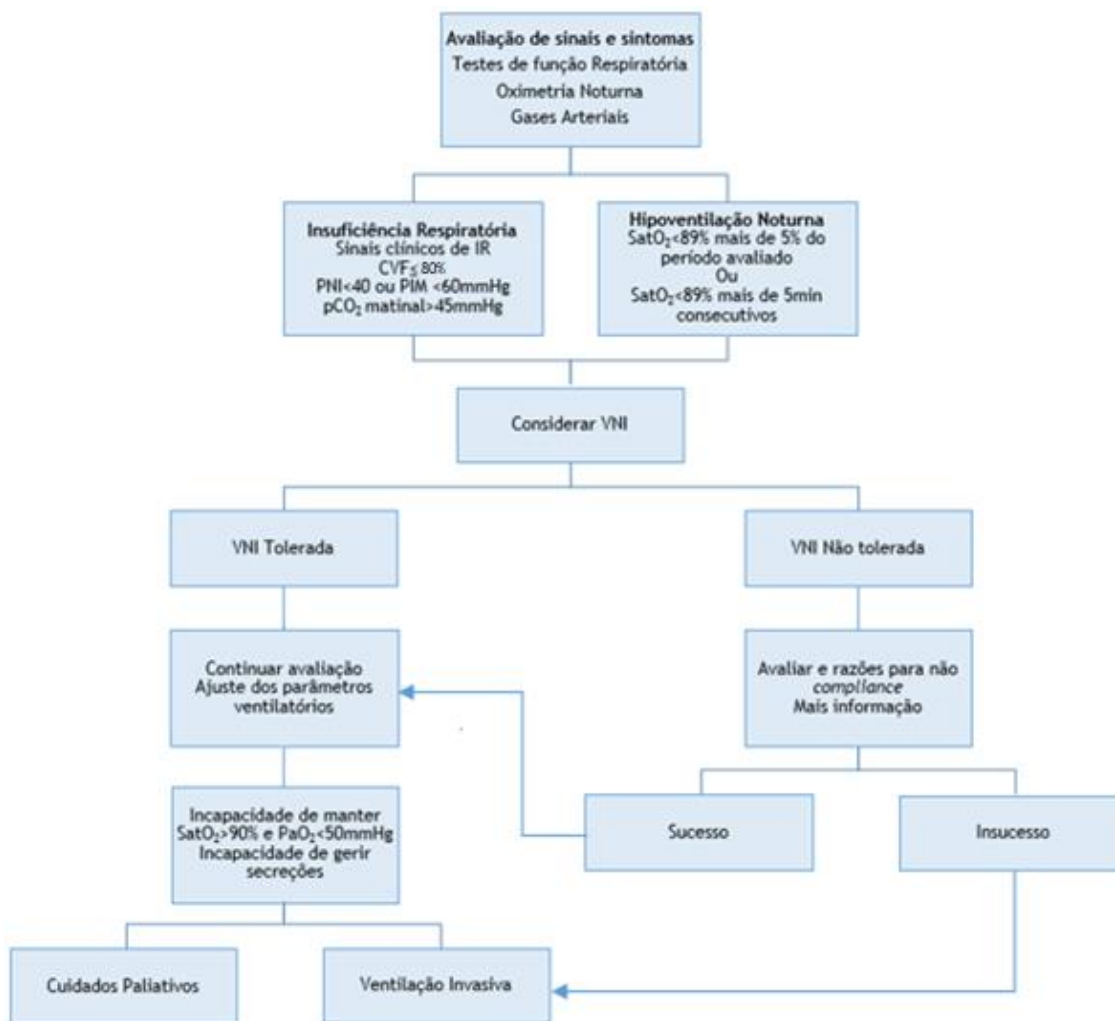 Avaliação de sinais e sintomas
Testes de função Respiratória
Oximetria Noturna
Gases Arteriais
Insuficiência Respiratória
Sinais clínicos de IR
CVF≤ 80%
PNI<40 ou PIM <60mmHg
pCO₂ matinal>45mmHg
Hipoventilação Noturna
SatO₂<89% mais de 5% do
período avaliado
Ou
SatO₂<89% mais de 5min
consecutivos
Considerar VNI
VNI Tolerada
VNI Não tolerada
Continuar avaliação
Ajuste dos parâmetros
ventilatórios
Avaliar e razões para não
compliance
Mais informação
Incapacidade de manter
SatO₂>90% e PaO₂<50mmHg
Incapacidade de gerir
secreções
Sucesso
Insucesso
Cuidados Paliativos
Ventilação Invasiva